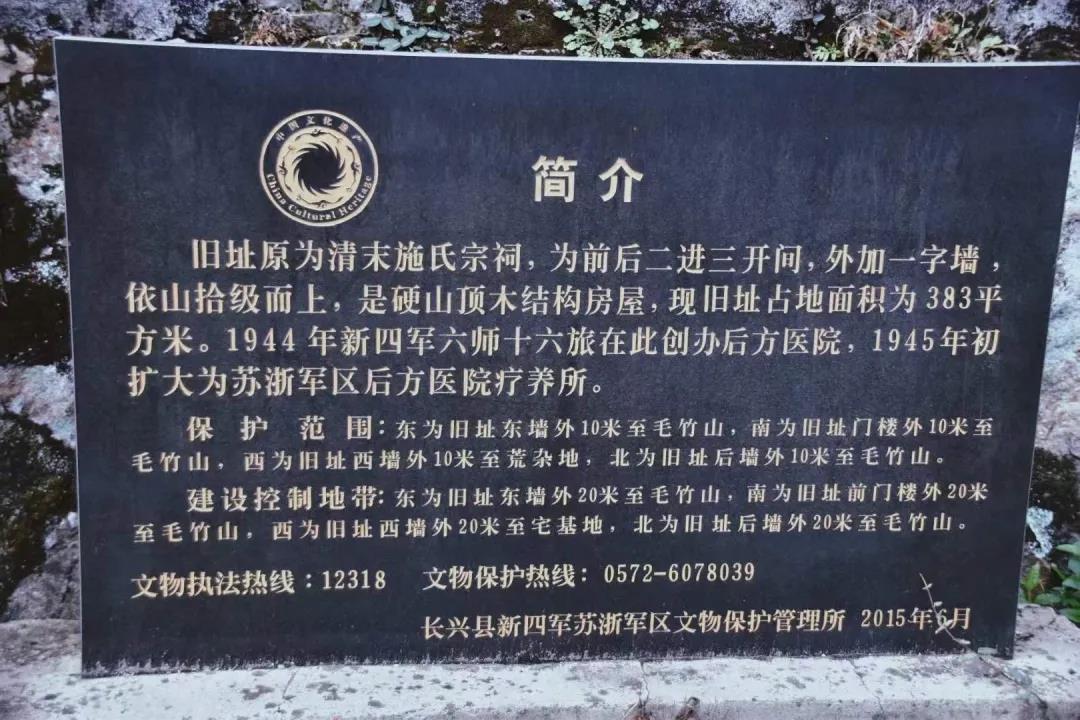 中国文化遗产
China Cultural Heritage
简介
旧址原为清末施氏宗祠，为前后二进三开间，外加一字墙，
依山拾级而上，是硬山顶木结构房屋，现旧址占地面积为383平
方米。1944年新四军六师十六旅在此创办后方医院，1945年初
扩大为苏浙军区后方医院疗养所。
保护范围：东为旧址东墙外10米至毛竹山，南为旧址门楼外10米至
毛竹山，西为旧址西墙外10米至荒杂地，北为旧址后墙外10米至毛竹山。
建设控制地带：东为旧址东墙外20米至毛竹山，南为旧址前门楼外20米
至毛竹山，西为旧址西墙外20米至宅基地，北为旧址后墙外20米至毛竹山。
文物执法热线：12318 文物保护热线：0572-6078039
长兴县新四军苏浙军区文物保护管理所 2015年6月